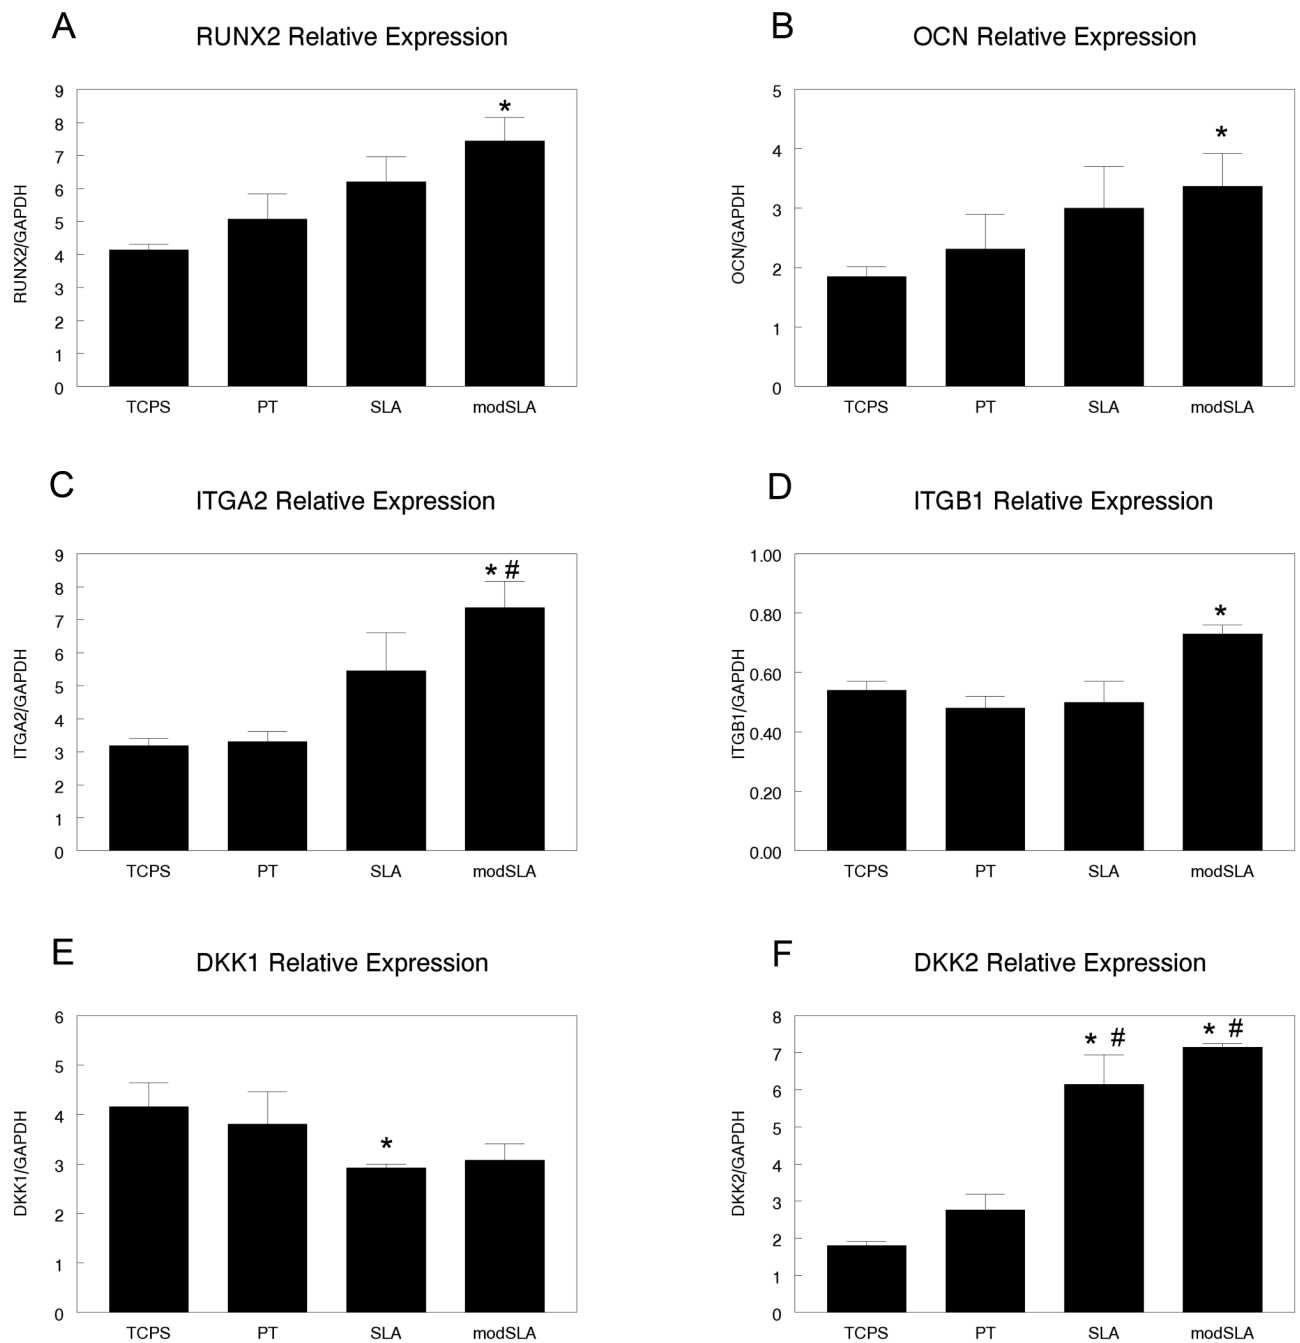 A
RUNX2 Relative Expression
9
8
7
6
5
4
3
2
1
0
RUNX2/GAPDH
*
TCPS PT SLA modSLA
B
OCN Relative Expression
5
4
3
2
1
0
OCN/GAPDH
*
TCPS PT SLA modSLA
C
ITGA2 Relative Expression
9
8
7
6
5
4
3
2
1
0
ITGA2/GAPDH
* #
TCPS PT SLA modSLA
D
ITGB1 Relative Expression
1.00
0.80
0.60
0.40
0.20
0.00
ITGB1/GAPDH
*
TCPS PT SLA modSLA
E
DKK1 Relative Expression
6
5
4
3
2
1
0
DKK1/GAPDH
*
TCPS PT SLA modSLA
F
DKK2 Relative Expression
8
7
6
5
4
3
2
1
0
DKK2/GAPDH
* # * #
TCPS PT SLA modSLA